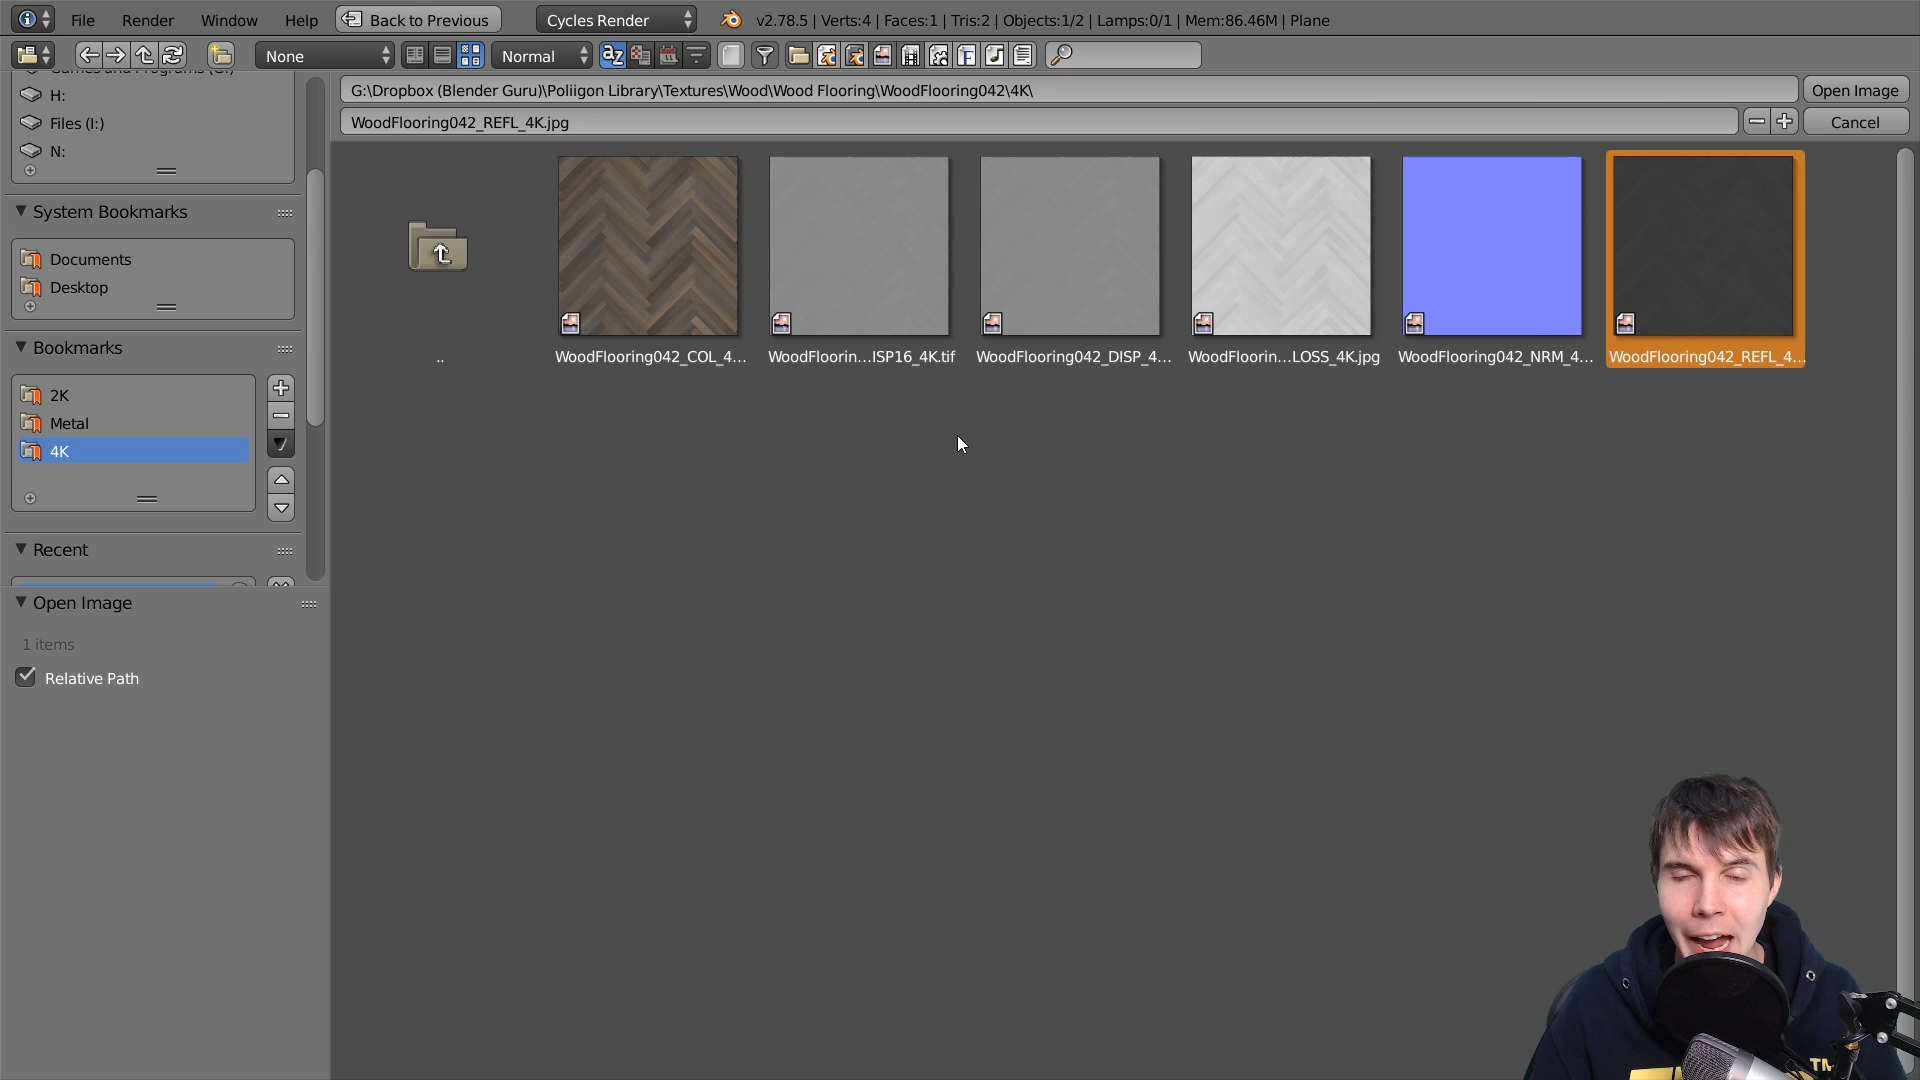 File Render Window Help Back to Previous Cycles Render v2.78.5 | Verts:4 | Faces:1 | Tris:2 | Objects:1/2 | Lamps:0/1 | Mem:86.46M | Plane
None Normal
H:
Files (I:)
N:
System Bookmarks
Documents
Desktop
Bookmarks
2K
Metal
4K
Recent
Open Image
1 items
Relative Path
G:\Dropbox (Blender Guru)\Poliigon Library\Textures\Wood\Wood Flooring\WoodFlooring042\4K\ Open Image
WoodFlooring042_REFL_4K.jpg Cancel
.. WoodFlooring042_COL_4... WoodFloorin...ISP16_4K.tif WoodFlooring042_DISP_4... WoodFloorin...LOSS_4K.jpg WoodFlooring042_NRM_4... WoodFlooring042_REFL_4...
TM